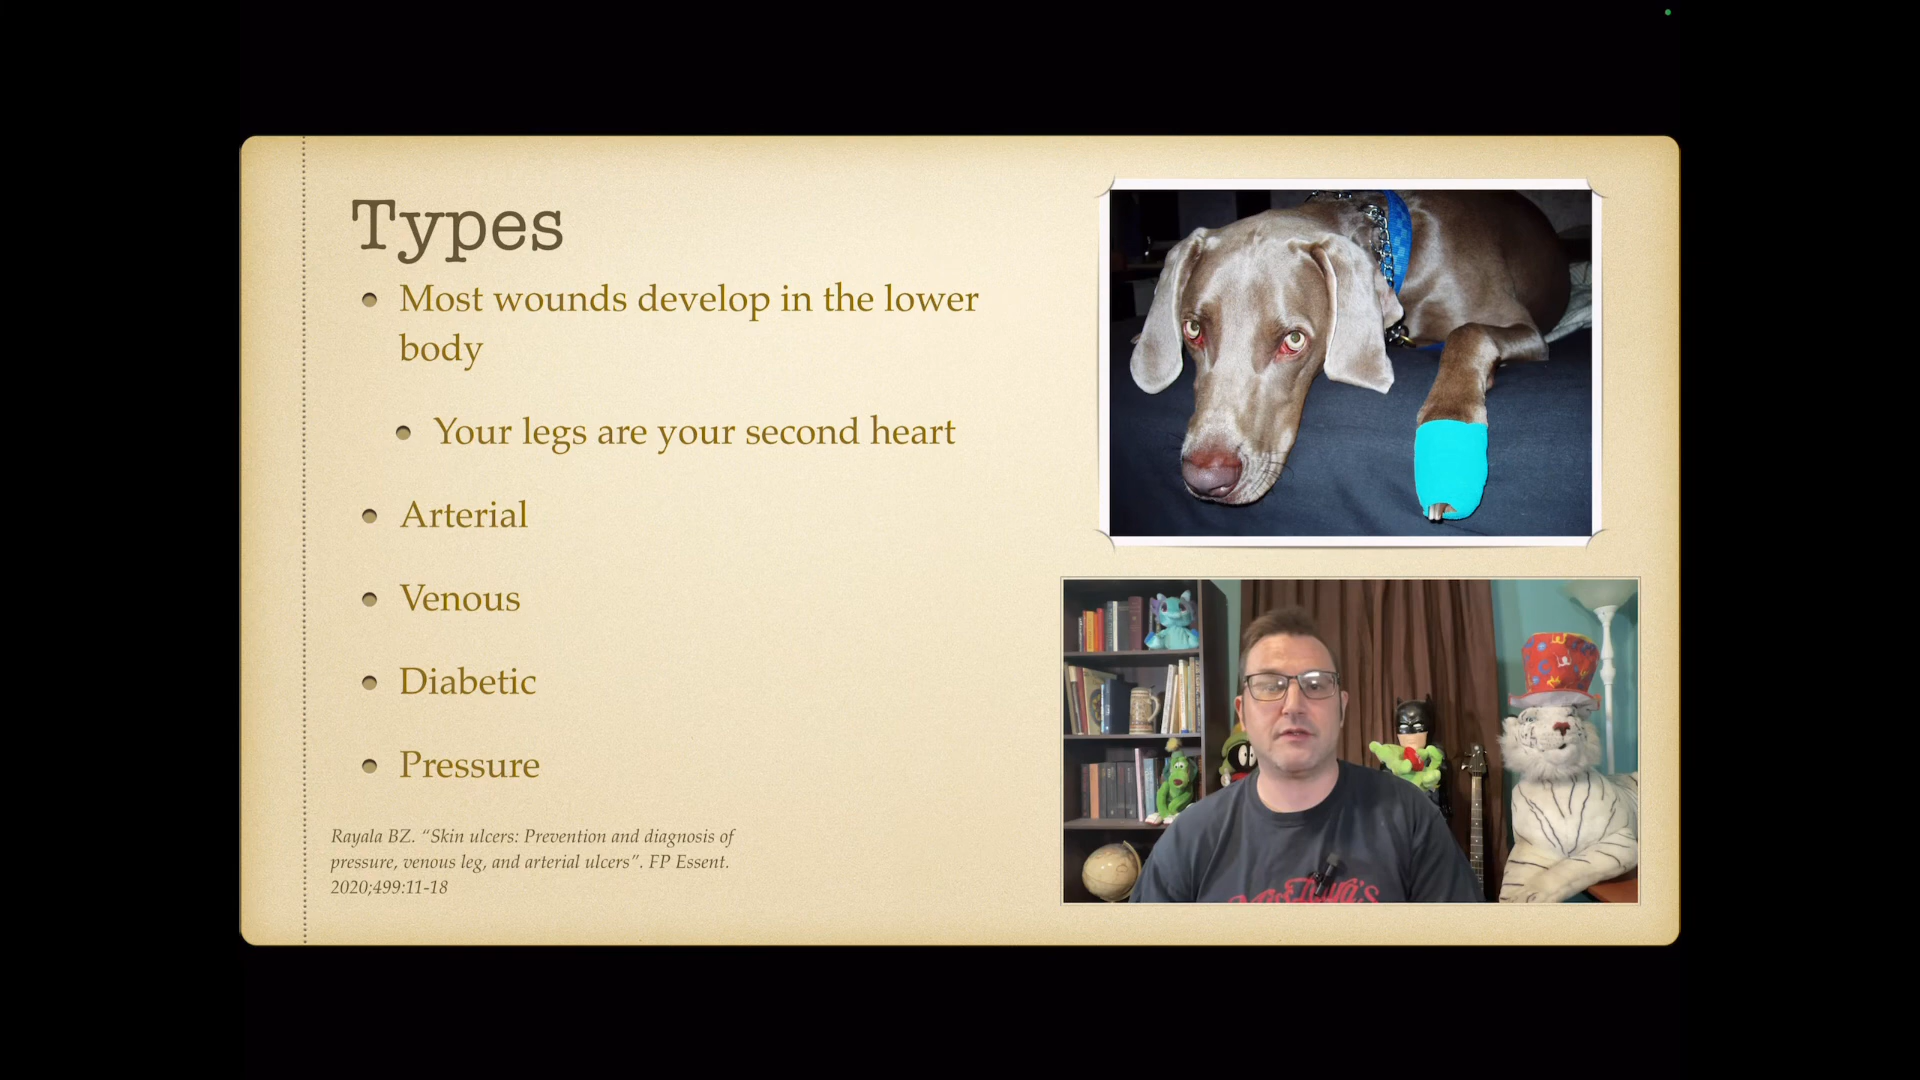 Types
Most wounds develop in the lower
body
Your legs are your second heart
Arterial
Venous
Diabetic
Pressure
Rayala BZ. “Skin ulcers: Prevention and diagnosis of
pressure, venous leg, and arterial ulcers”. FP Essent.
2020;499:11-18